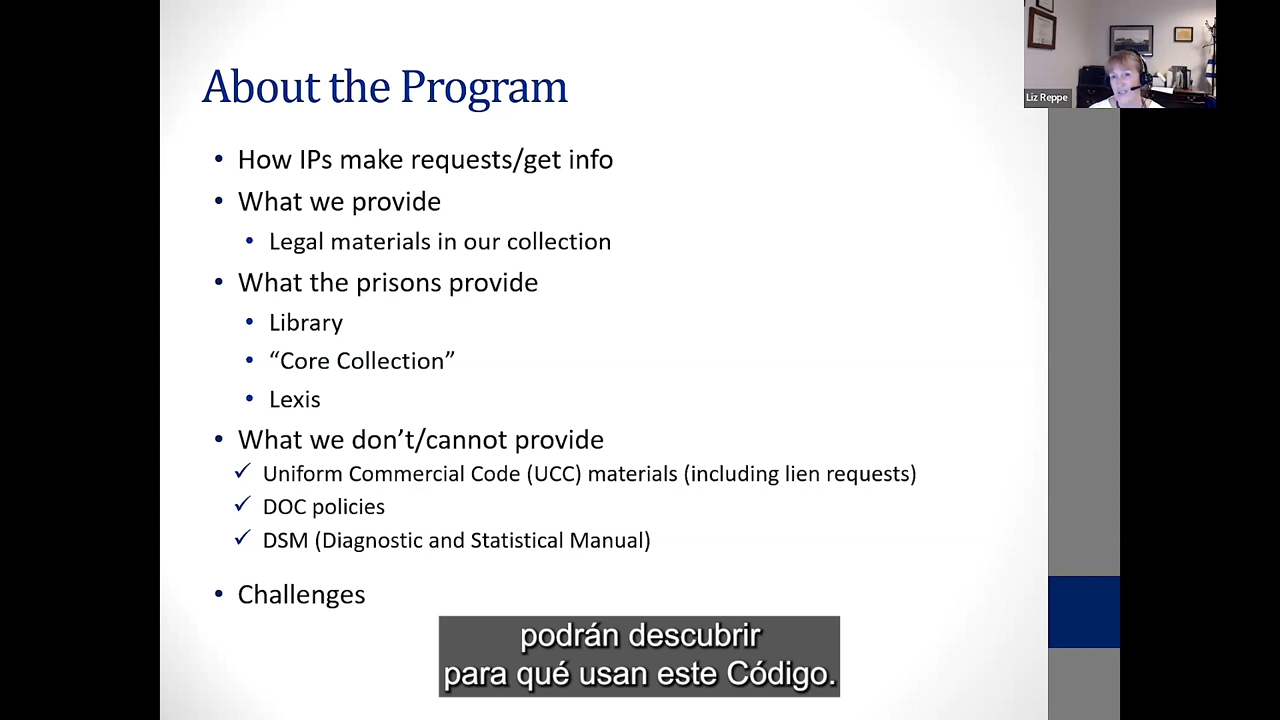 About the Program
Liz Reppe
• How IPs make requests/get info
• What we provide
• Legal materials in our collection
• What the prisons provide
• Library
• “Core Collection”
• Lexis
• What we don’t/cannot provide
✓ Uniform Commercial Code (UCC) materials (including lien requests)
✓ DOC policies
✓ DSM (Diagnostic and Statistical Manual)
• Challenges
podrán descubrir
para qué usan este Código.